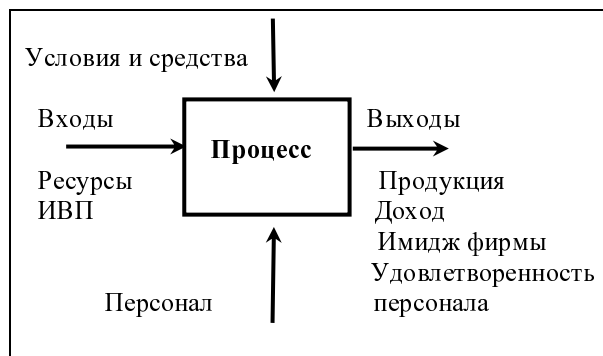 Условия и средства
Входы
Ресурсы
ИВП
Процесс
Выходы
Продукция
Доход
Имидж фирмы
Удовлетворенность
персонала
Персонал